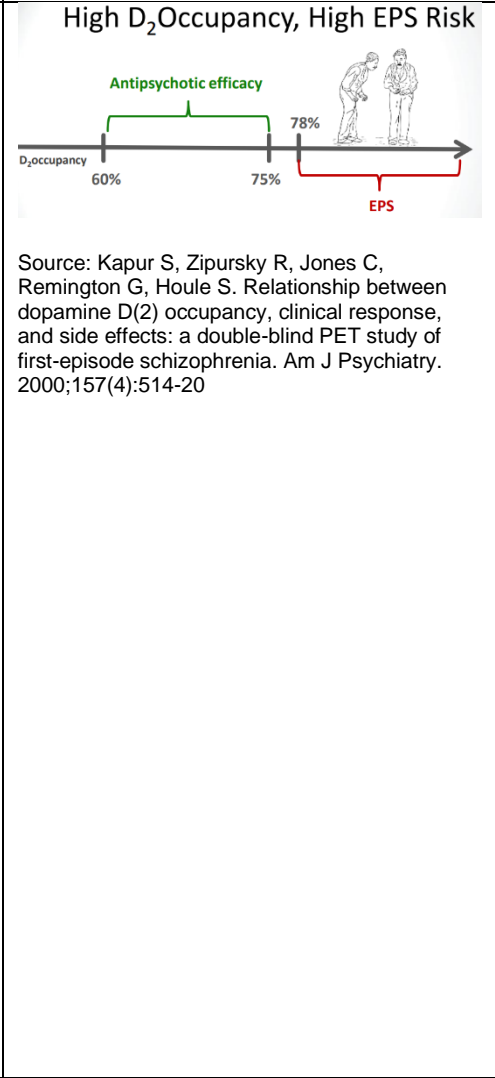 High D₂Occupancy, High EPS Risk
Antipsychotic efficacy
78%
D₂occupancy
60%
75%
EPS
Source: Kapur S, Zipursky R, Jones C,
Remington G, Houle S. Relationship between
dopamine D(2) occupancy, clinical response,
and side effects: a double-blind PET study of
first-episode schizophrenia. Am J Psychiatry.
2000;157(4):514-20